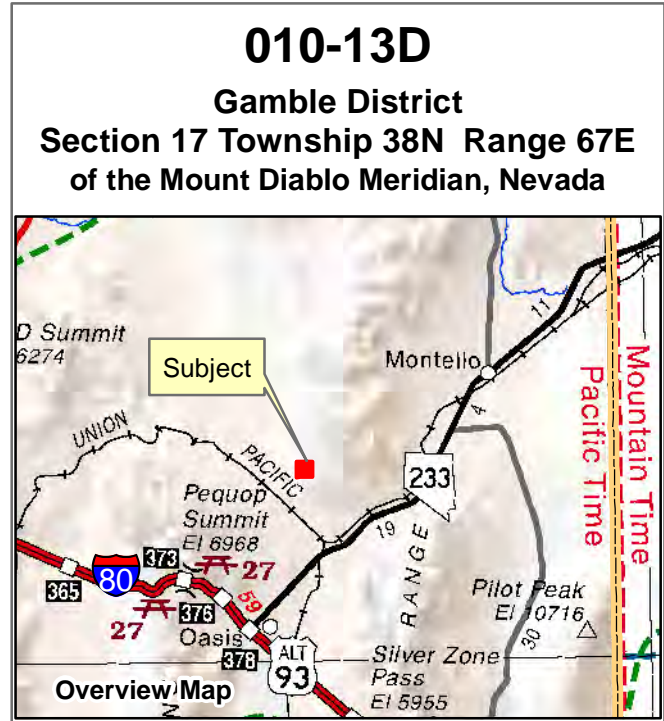 010-13D
Gamble District
Section 17 Township 38N Range 67E
of the Mount Diablo Meridian, Nevada
D Summit
6274
Subject
Montello
11
4
Mountain Time
Pacific Time
UNION
PACIFIC
233
19
Pequop
Summit
El 6968
RANGE
373
27
80
365
59
376
27
Pilot Peak
El 10716
30
Oasis
378
ALT
93
Silver Zone
Pass
El 5955
Overview Map